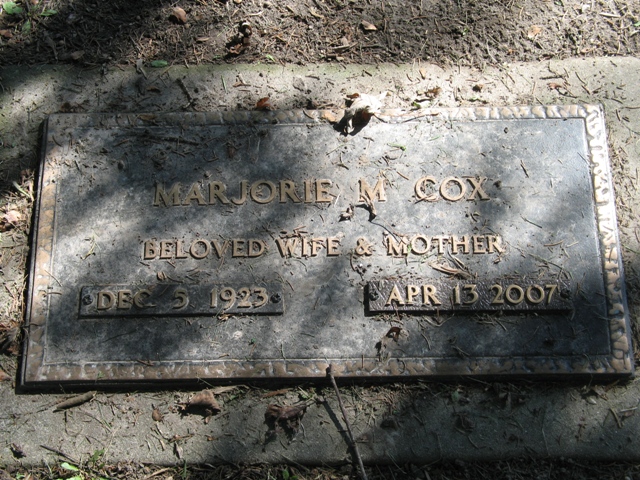 MARJORIE M COX
BELOVED WIFE & MOTHER
DEC 5 1923 APR 13 2007